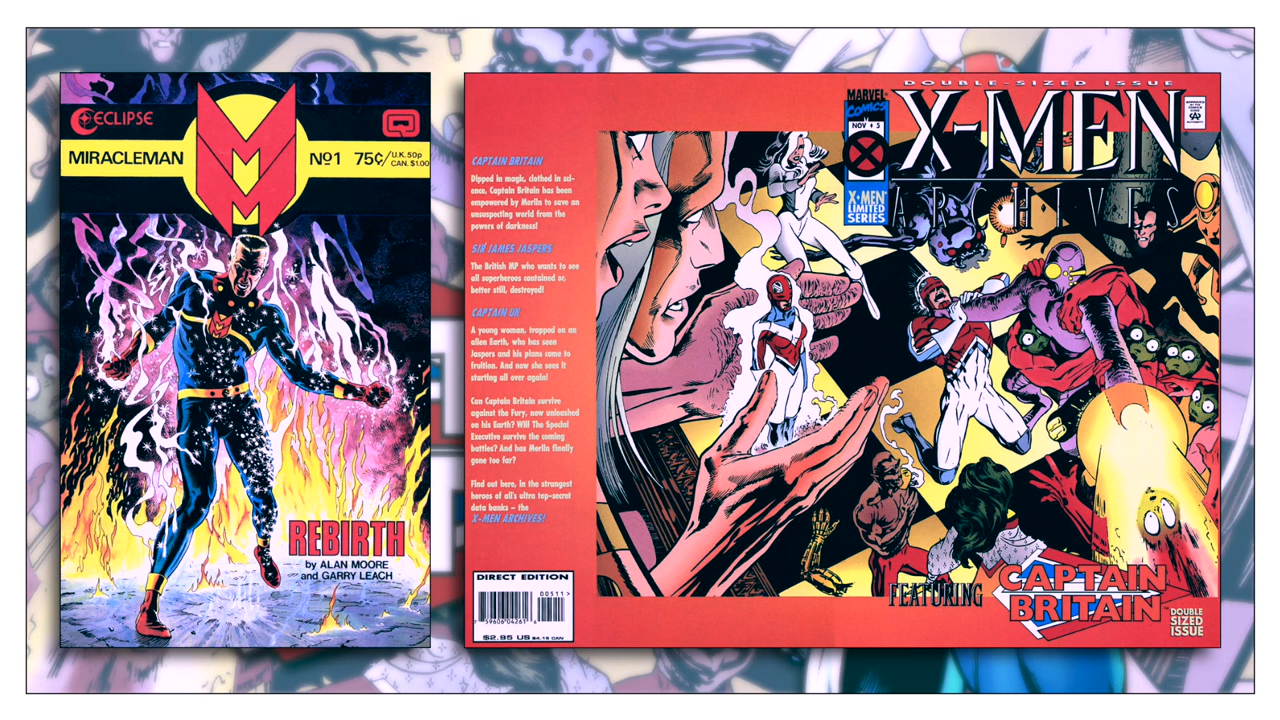 ECLIPSE
MIRACLEMAN
Nº1 75¢/U.K. 50p
CAN. $1.00
REBIRTH
by ALAN MOORE
and GARRY LEACH
CAPTAIN BRITAIN
Dipped in magic, clothed in sci-
ence, Captain Britain has been
empowered by Merlin to save an
unsuspecting world from the
powers of darkness!
SIR JAMES JASPERS
The British MP who wants to see
all superheroes contained or,
better still, destroyed!
CAPTAIN UK
A young woman, trapped on an
alien Earth, who has seen
Jaspers and his plans come to
fruition. And now she sees it
starting all over again!
Can Captain Britain survive
against the Fury, now unleashed
on his Earth? Will The Special
Executive survive the coming
battles? And has Merlin finally
gone too far?
Find out here, in the strangest
heroes of all's ultra top-secret
data banks – the
X-MEN ARCHIVES!
DIRECT EDITION
00511>
7 59606 04261 6
$2.95 US $4.15 CAN
DOUBLE-SIZED ISSUE
MARVEL
COMICS
NOV • 5
X-MEN
LIMITED
SERIES
X-MEN
ARCHIVES
FEATURING
CAPTAIN
BRITAIN
DOUBLE
SIZED
ISSUE